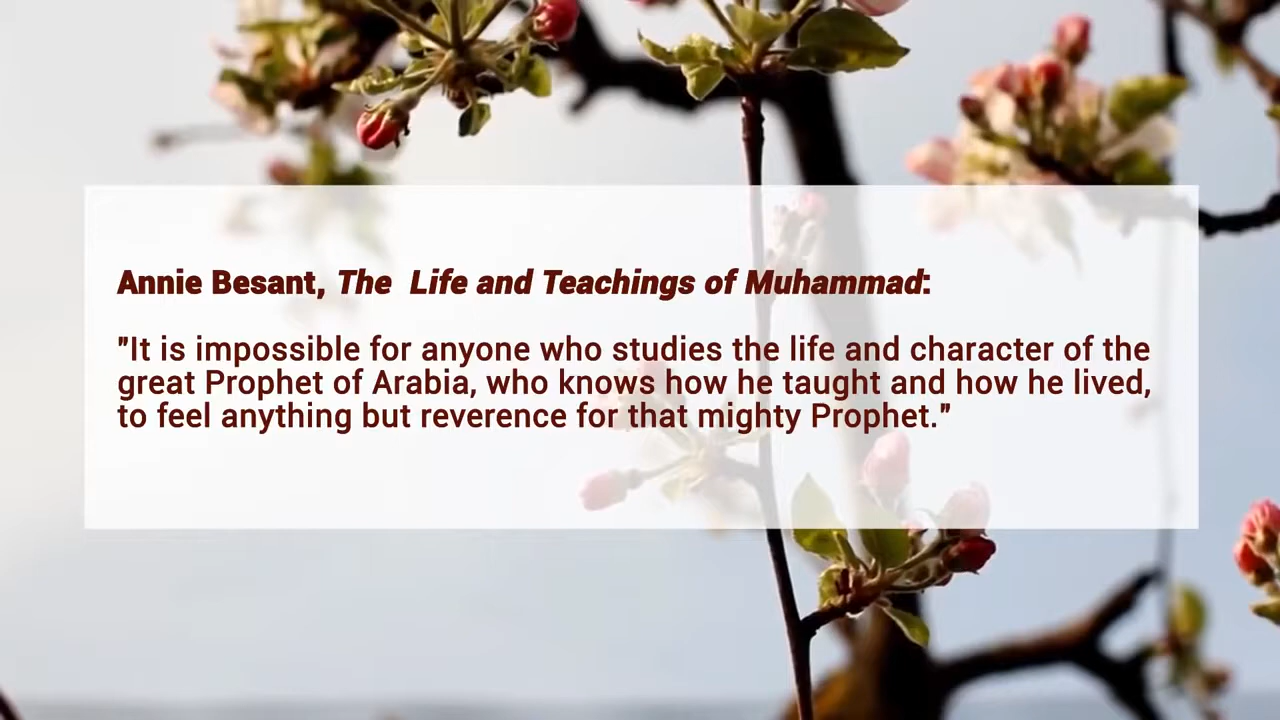 Annie Besant, The Life and Teachings of Muhammad:
"It is impossible for anyone who studies the life and character of the
great Prophet of Arabia, who knows how he taught and how he lived,
to feel anything but reverence for that mighty Prophet."